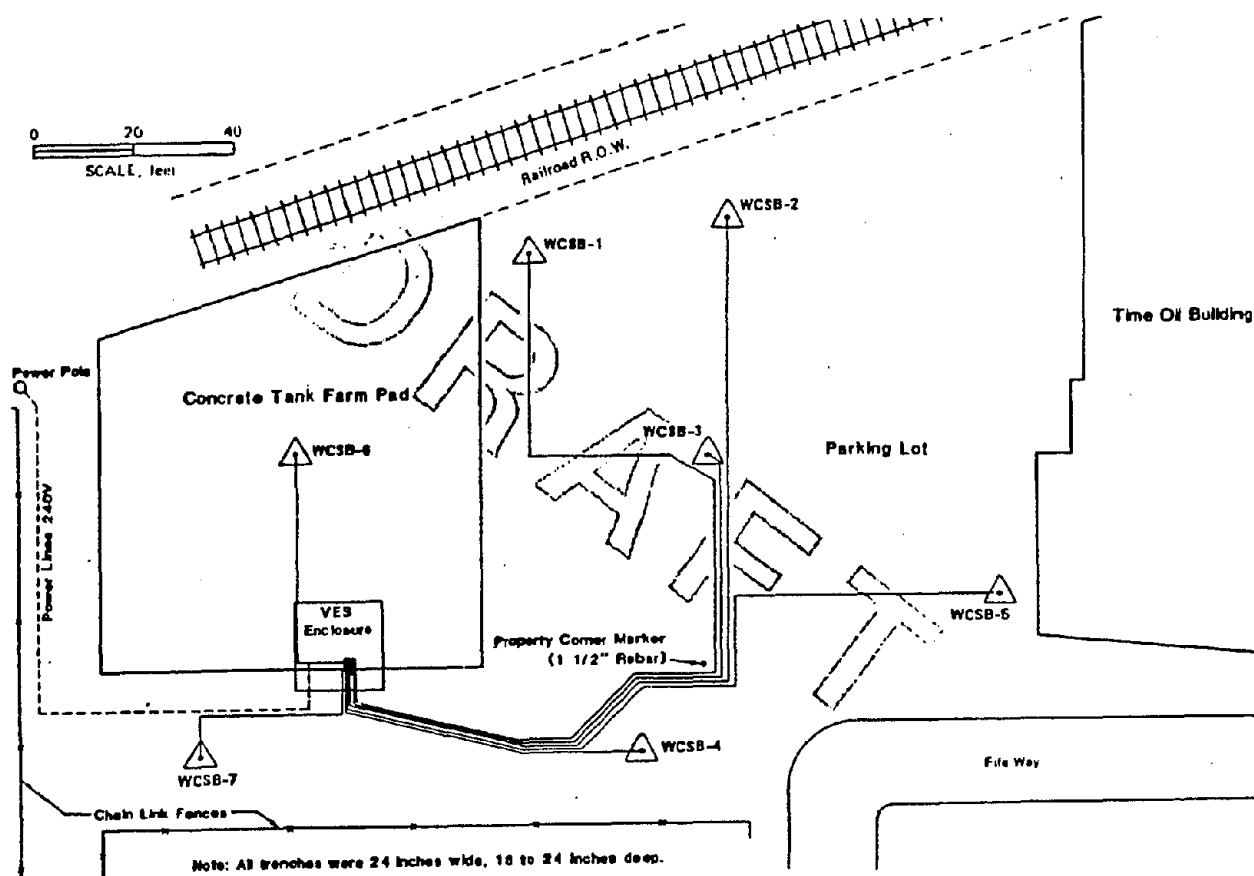 0 20 40
SCALE, feet
Railroad R.O.W.
WCSB-1
WCSB-2
Time Oil Building
Power Pole
Concrete Tank Farm Pad
WCSB-3
Parking Lot
WCSB-6
Power Lines 240V
DRAFT
VES
Enclosure
WCSB-5
Property Corner Marker
(1 1/2" Rebar)
WCSB-4
WCSB-7
Fife Way
Chain Link Fences
Note: All trenches were 24 inches wide, 18 to 24 inches deep.